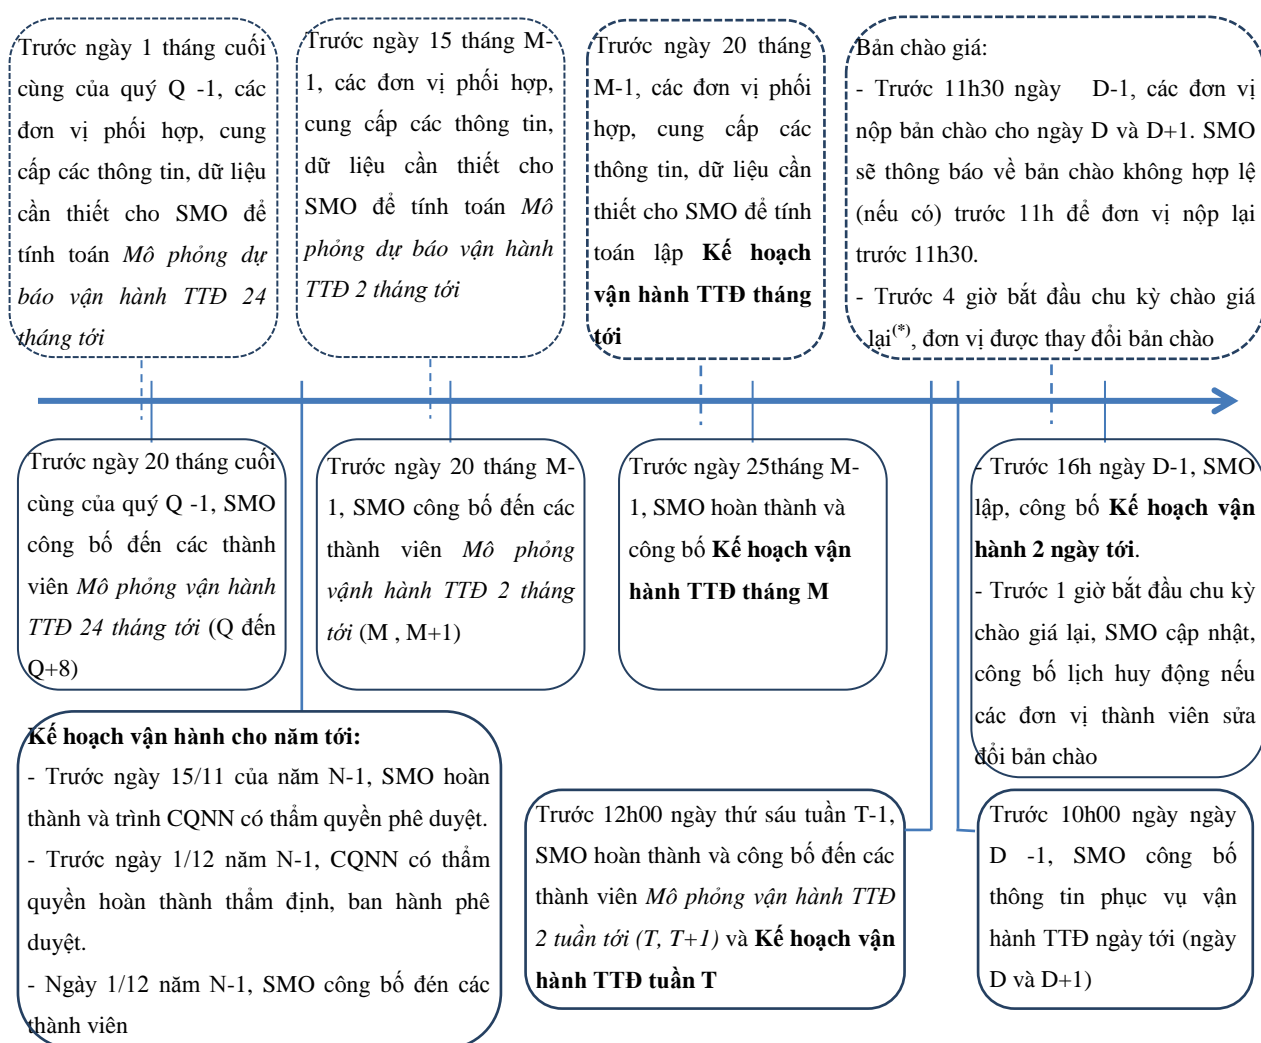 Trước ngày 1 tháng cuối
cùng của quý Q -1, các
đơn vị phối hợp, cung
cấp các thông tin, dữ liệu
cần thiết cho SMO để
tính toán Mô phỏng dự
báo vận hành TTĐ 24
tháng tới
Trước ngày 15 tháng M-
1, các đơn vị phối hợp,
cung cấp các thông tin,
dữ liệu cần thiết cho
SMO để tính toán Mô
phỏng dự báo vận hành
TTĐ 2 tháng tới
Trước ngày 20 tháng
M-1, các đơn vị phối
hợp, cung cấp các
thông tin, dữ liệu cần
thiết cho SMO để tính
toán lập Kế hoạch
vận hành TTĐ tháng
tới
Bản chào giá:
- Trước 11h30 ngày D-1, các đơn vị
nộp bản chào cho ngày D và D+1. SMO
sẽ thông báo về bản chào không hợp lệ
(nếu có) trước 11h để đơn vị nộp lại
trước 11h30.
- Trước 4 giờ bắt đầu chu kỳ chào giá
lại(*), đơn vị được thay đổi bản chào
Trước ngày 20 tháng cuối
cùng của quý Q -1, SMO
công bố đến các thành
viên Mô phỏng vận hành
TTĐ 24 tháng tới (Q đến
Q+8)
Trước ngày 20 tháng M-
1, SMO công bố đến các
thành viên Mô phỏng
vậnh hành TTĐ 2 tháng
tới (M , M+1)
Trước ngày 25tháng M-
1, SMO hoàn thành và
công bố Kế hoạch vận
hành TTĐ tháng M
- Trước 16h ngày D-1, SMO
lập, công bố Kế hoạch vận
hành 2 ngày tới.
- Trước 1 giờ bắt đầu chu kỳ
chào giá lại, SMO cập nhật,
công bố lịch huy động nếu
các đơn vị thành viên sửa
đổi bản chào
Kế hoạch vận hành cho năm tới:
- Trước ngày 15/11 của năm N-1, SMO hoàn
thành và trình CQNN có thẩm quyền phê duyệt.
- Trước ngày 1/12 năm N-1, CQNN có thẩm
quyền hoàn thành thẩm định, ban hành phê
duyệt.
- Ngày 1/12 năm N-1, SMO công bố đén các
thành viên
Trước 12h00 ngày thứ sáu tuần T-1,
SMO hoàn thành và công bố đến các
thành viên Mô phỏng vận hành TTĐ
2 tuần tới (T, T+1) và Kế hoạch vận
hành TTĐ tuần T
Trước 10h00 ngày ngày
D -1, SMO công bố
thông tin phục vụ vận
hành TTĐ ngày tới (ngày
D và D+1)